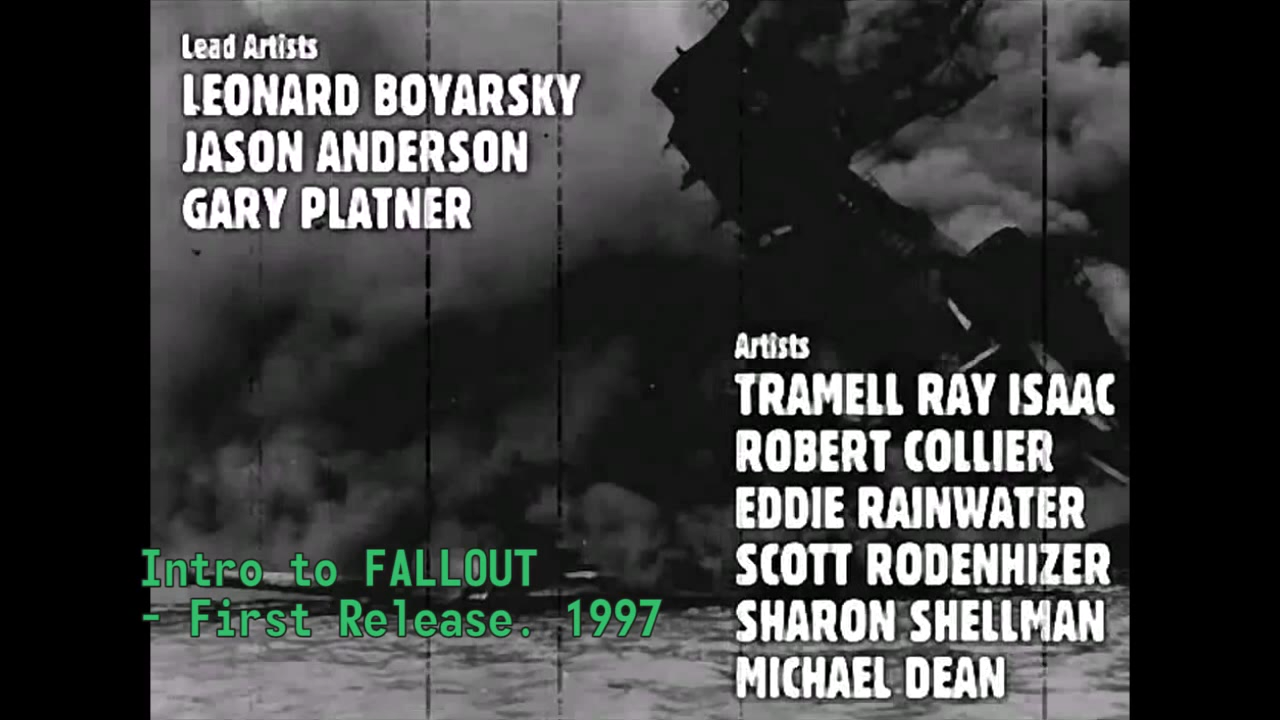 Lead Artists
LEONARD BOYARSKY
JASON ANDERSON
GARY PLATNER
Artists
TRAMELL RAY ISAAC
ROBERT COLLIER
EDDIE RAINWATER
SCOTT RODENHIZER
SHARON SHELLMAN
MICHAEL DEAN
Intro to FALLOUT
- First Release. 1997